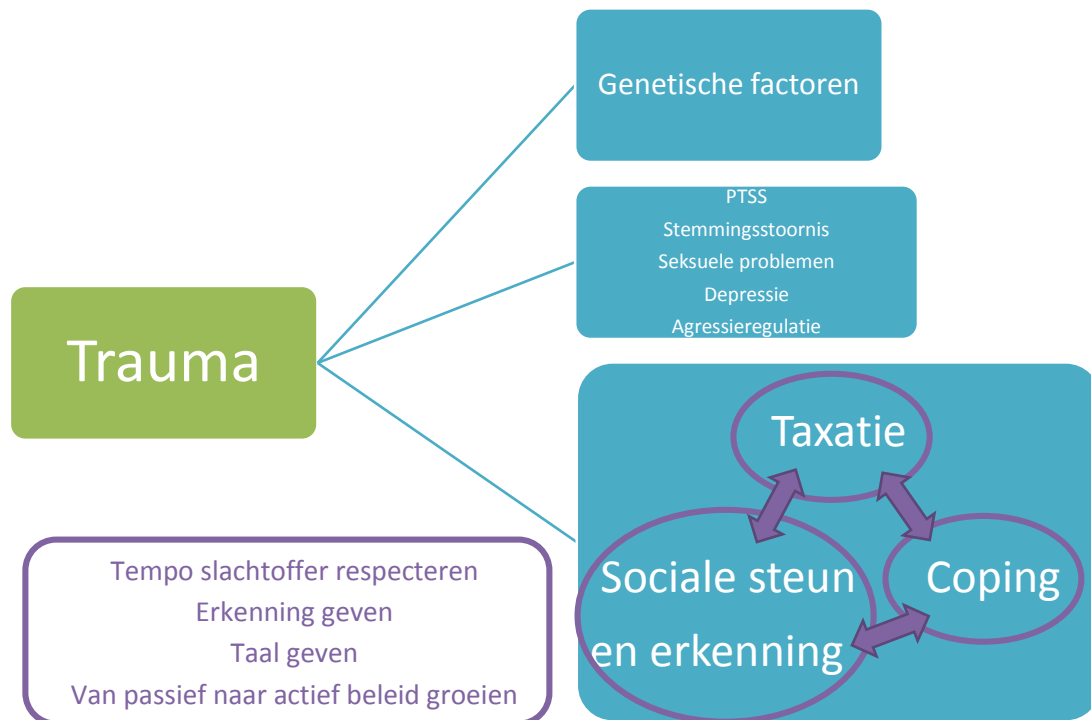 Genetische factoren
PTSS
Stemmingsstoornis
Seksuele problemen
Depressie
Agressieregulatie
Trauma
Taxatie
Sociale steun
en erkenning
Coping
Tempo slachtoffer respecteren
Erkenning geven
Taal geven
Van passief naar actief beleid groeien